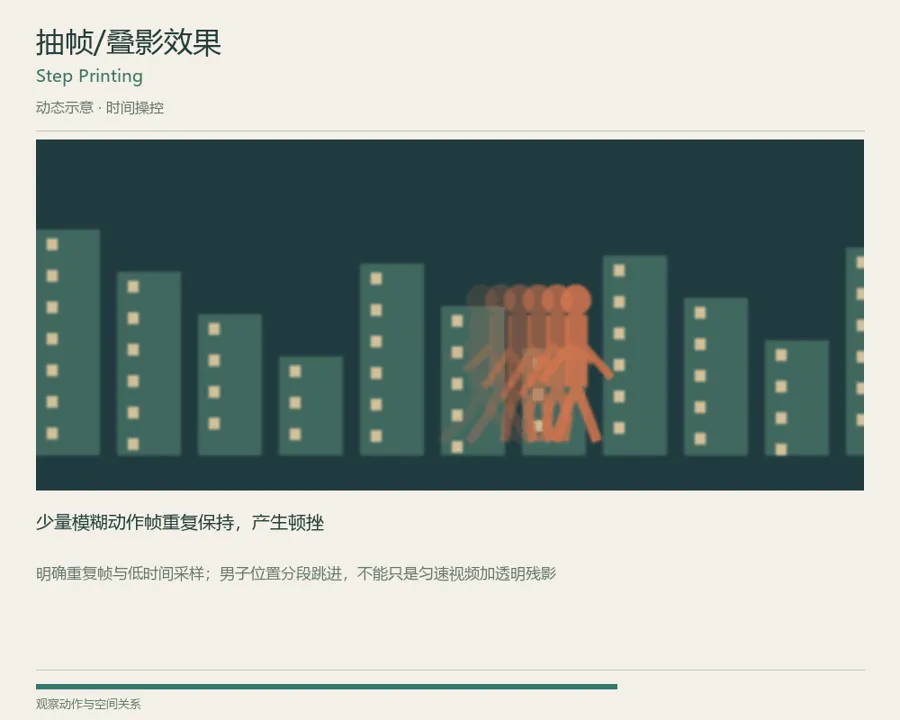 抽帧/叠影效果
Step Printing
动态示意 · 时间操控
少量模糊动作帧重复保持，产生顿挫
明确重复帧与低时间采样；男子位置分段跳进，不能只是匀速视频加透明残影
观察动作与空间关系